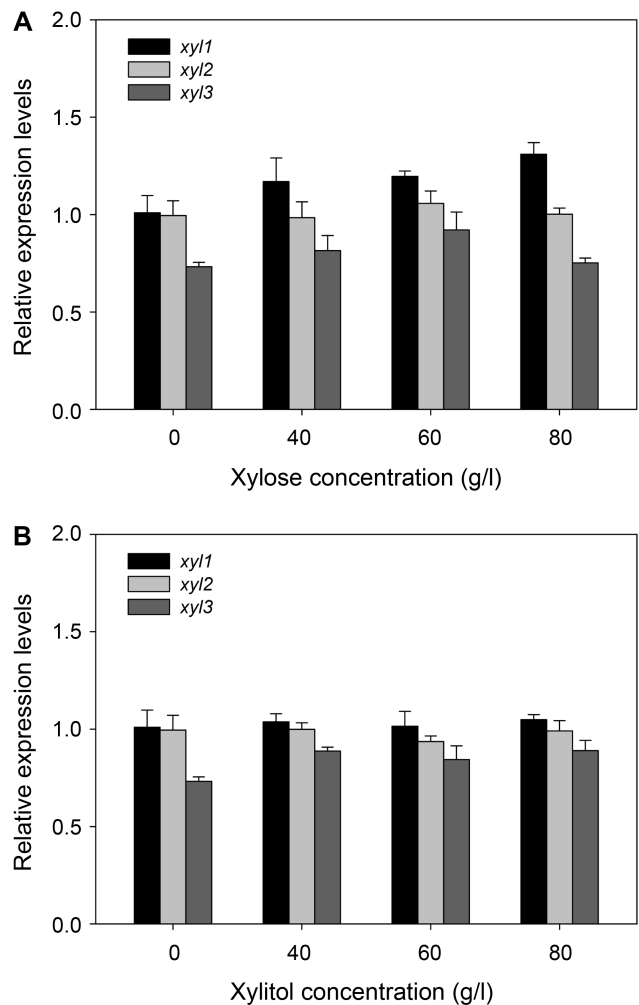 A
2.0
xyl1
xyl2
xyl3
1.5
1.0
0.5
0.0
Relative expression levels
0 40 60 80
Xylose concentration (g/l)
B
2.0
xyl1
xyl2
xyl3
1.5
1.0
0.5
0.0
Relative expression levels
0 40 60 80
Xylitol concentration (g/l)